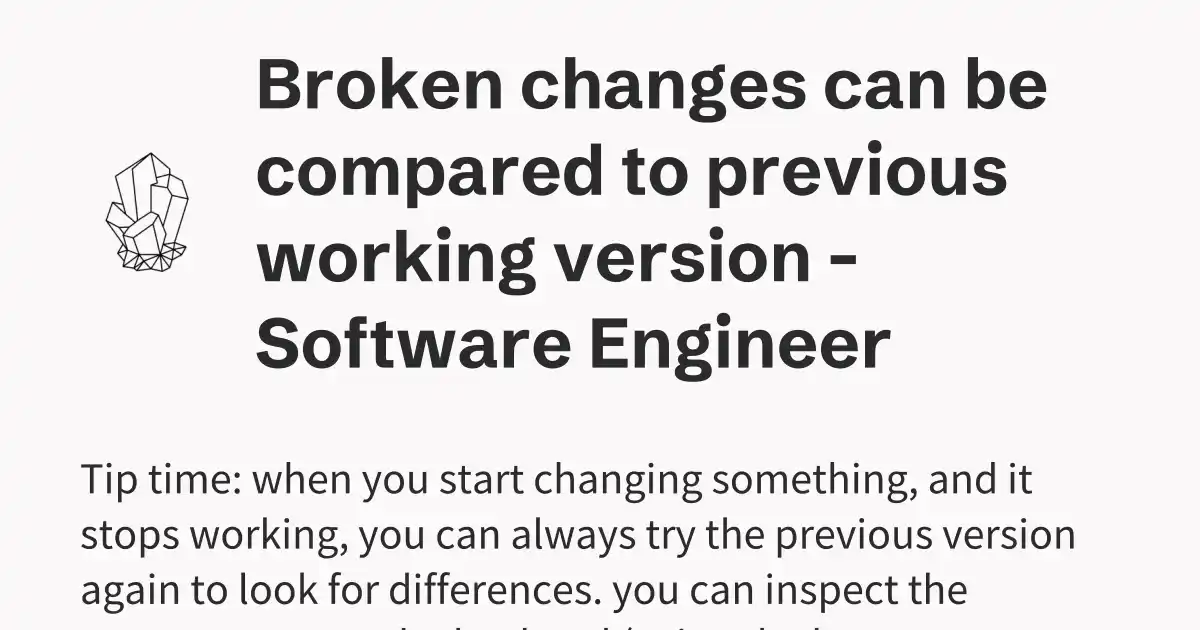 Broken changes can be
compared to previous
working version -
Software Engineer
Tip time: when you start changing something, and it
stops working, you can always try the previous version
again to look for differences. you can inspect the